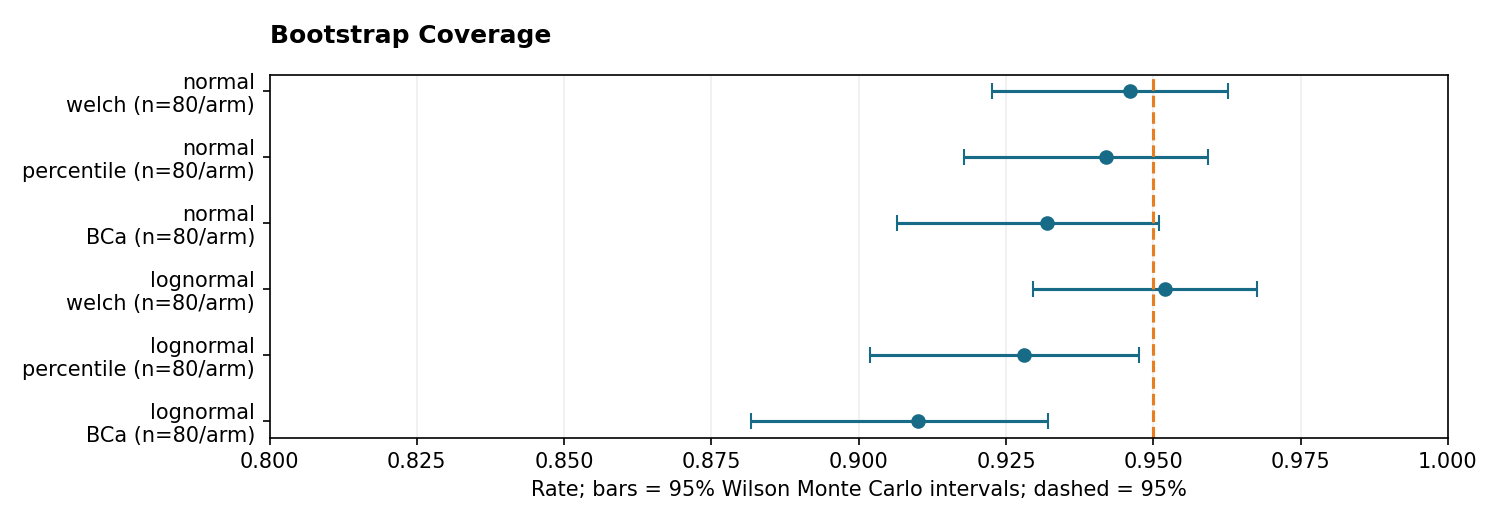 Bootstrap Coverage
normal
welch (n=80/arm)
normal
percentile (n=80/arm)
normal
BCa (n=80/arm)
lognormal
welch (n=80/arm)
lognormal
percentile (n=80/arm)
lognormal
BCa (n=80/arm)
0.800 0.825 0.850 0.875 0.900 0.925 0.950 0.975 1.000
Rate; bars = 95% Wilson Monte Carlo intervals; dashed = 95%